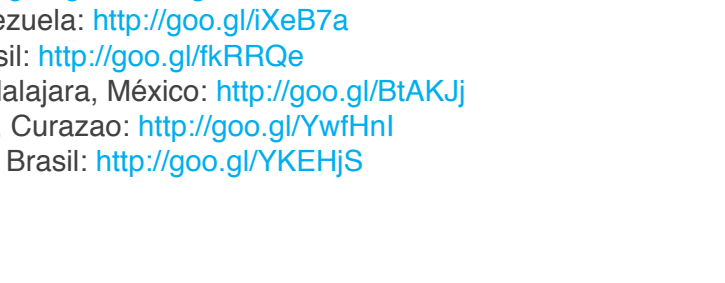 ezuela: http://goo.gl/iXeB7a
sil: http://goo.gl/fkRRQe
lalajara, México: http://goo.gl/BtAKJj
Curazao: http://goo.gl/YwfHnI
Brasil: http://goo.gl/YKEHjS